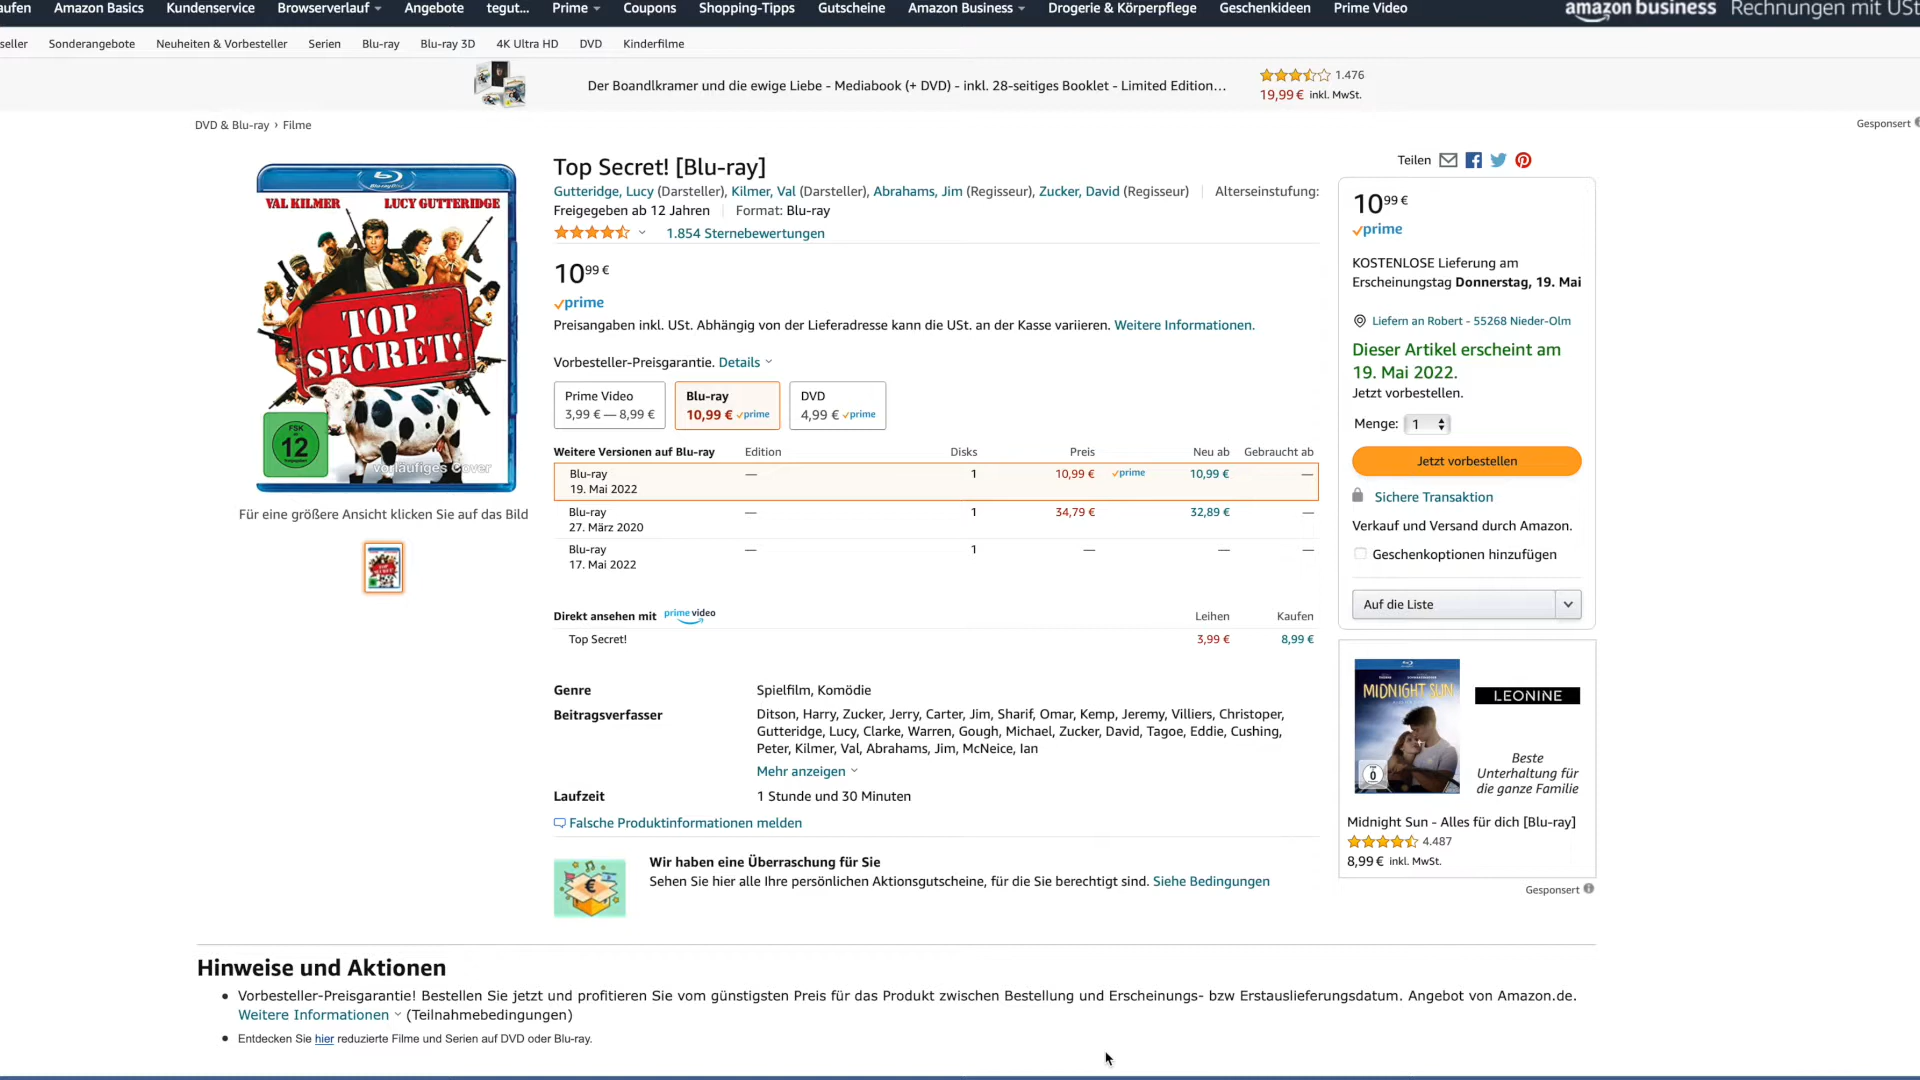 aufen Amazon Basics Kundenservice Browserverlauf Angebote tegut... Prime Coupons Shopping-Tipps Gutscheine Amazon Business Drogerie & Körperpflege Geschenkideen Prime Video amazon business Rechnungen mit USt
seller Sonderangebote Neuheiten & Vorbesteller Serien Blu-ray Blu-ray 3D 4K Ultra HD DVD Kinderfilme
Der Boandlkramer und die ewige Liebe - Mediabook (+ DVD) - inkl. 28-seitiges Booklet - Limited Edition…
1.476
19,99 € inkl. MwSt.
DVD & Blu-ray › Filme
Gesponsert
VAL KILMER LUCY GUTTERIDGE
TOP
SECRET!
FSK
12
vorläufiges Cover
Für eine größere Ansicht klicken Sie auf das Bild
Top Secret! [Blu-ray]
Gutteridge, Lucy (Darsteller), Kilmer, Val (Darsteller), Abrahams, Jim (Regisseur), Zucker, David (Regisseur) Alterseinstufung:
Freigegeben ab 12 Jahren Format: Blu-ray
1.854 Sternebewertungen
10 99 €
prime
Preisangaben inkl. USt. Abhängig von der Lieferadresse kann die USt. an der Kasse variieren. Weitere Informationen.
Vorbesteller-Preisgarantie. Details
Prime Video Blu-ray DVD
3,99 € — 8,99 € 10,99 € prime 4,99 € prime
Weitere Versionen auf Blu-ray Edition Disks Preis Neu ab Gebraucht ab
Blu-ray — 1 10,99 € prime 10,99 € —
19. Mai 2022
Blu-ray — 1 34,79 € 32,89 € —
27. März 2020
Blu-ray — 1 — — —
17. Mai 2022
Direkt ansehen mit prime video Leihen Kaufen
Top Secret! 3,99 € 8,99 €
Genre Spielfilm, Komödie
Beitragsverfasser Ditson, Harry, Zucker, Jerry, Carter, Jim, Sharif, Omar, Kemp, Jeremy, Villiers, Christoper,
Gutteridge, Lucy, Clarke, Warren, Gough, Michael, Zucker, David, Tagoe, Eddie, Cushing,
Peter, Kilmer, Val, Abrahams, Jim, McNeice, Ian
Mehr anzeigen
Laufzeit 1 Stunde und 30 Minuten
Falsche Produktinformationen melden
Wir haben eine Überraschung für Sie
Sehen Sie hier alle Ihre persönlichen Aktionsgutscheine, für die Sie berechtigt sind. Siehe Bedingungen
Teilen
10 99 €
prime
KOSTENLOSE Lieferung am
Erscheinungstag Donnerstag, 19. Mai
Liefern an Robert - 55268 Nieder-Olm
Dieser Artikel erscheint am
19. Mai 2022.
Jetzt vorbestellen.
Menge: 1
Jetzt vorbestellen
Sichere Transaktion
Verkauf und Versand durch Amazon.
Geschenkoptionen hinzufügen
Auf die Liste
MIDNIGHT SUN
0
LEONINE
Beste
Unterhaltung für
die ganze Familie
Midnight Sun - Alles für dich [Blu-ray]
4.487
8,99 € inkl. MwSt.
Gesponsert
Hinweise und Aktionen
Vorbesteller-Preisgarantie! Bestellen Sie jetzt und profitieren Sie vom günstigsten Preis für das Produkt zwischen Bestellung und Erscheinungs- bzw Erstauslieferungsdatum. Angebot von Amazon.de.
Weitere Informationen (Teilnahmebedingungen)
Entdecken Sie hier reduzierte Filme und Serien auf DVD oder Blu-ray.